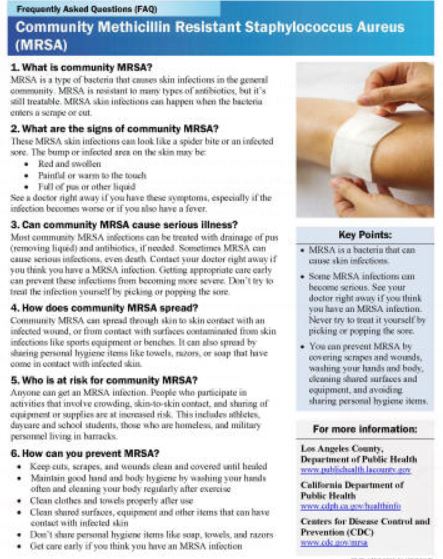 Frequently Asked Questions (FAQ)
Community Methicillin Resistant Staphylococcus Aureus
(MRSA)
1. What is community MRSA?
MRSA is a type of bacteria that causes skin infections in the general
community. MRSA is resistant to many types of antibiotics, but it's
still treatable. MRSA skin infections can happen when the bacteria
enters a scrape or cut.
2. What are the signs of community MRSA?
These MRSA skin infections can look like a spider bite or an infected
sore. The bump or infected area on the skin may be:
• Red and swollen
• Painful or warm to the touch
• Full of pus or other liquid
See a doctor right away if you have these symptoms, especially if the
infection becomes worse or if you also have a fever.
3. Can community MRSA cause serious illness?
Most community MRSA infections can be treated with drainage of pus
(removing liquid) and antibiotics, if needed. Sometimes MRSA can
cause serious infections, even death. Contact your doctor right away if
you think you have a MRSA infection. Getting appropriate care early
can prevent these infections from becoming more severe. Don't try to
treat the infection yourself by picking or popping the sore.
4. How does community MRSA spread?
Community MRSA can spread through skin to skin contact with an
infected wound, or from contact with surfaces contaminated from skin
infections like sports equipment or benches. It can also spread by
sharing personal hygiene items like towels, razors, or soap that have
come in contact with infected skin.
5. Who is at risk for community MRSA?
Anyone can get an MRSA infection. People who participate in
activities that involve crowding, skin-to-skin contact, and sharing of
equipment or supplies are at increased risk. This includes athletes,
daycare and school students, those who are homeless, and military
personnel living in barracks.
6. How can you prevent MRSA?
• Keep cuts, scrapes, and wounds clean and covered until healed
• Maintain good hand and body hygiene by washing your hands
often and cleaning your body regularly after exercise
• Clean clothes and towels properly after use
• Clean shared surfaces, equipment and other items that can have
contact with infected skin
• Don't share personal hygiene items like soap, towels, and razors
• Get care early if you think you have an MRSA infection
Key Points:
• MRSA is a bacteria that can
cause skin infections.
• Some MRSA infections can
become serious. See your
doctor right away if you think
you have an MRSA infection.
Never try to treat it yourself by
picking or popping the sore.
• You can prevent MRSA by
covering scrapes and wounds,
washing your hands and body,
cleaning shared surfaces and
equipment, and avoiding
sharing personal hygiene items.
For more information:
Los Angeles County,
Department of Public Health
www.publichealth.lacounty.gov
California Department of
Public Health
www.cdph.ca.gov/healthinfo
Centers for Disease Control and
Prevention (CDC)
www.cdc.gov/mrsa